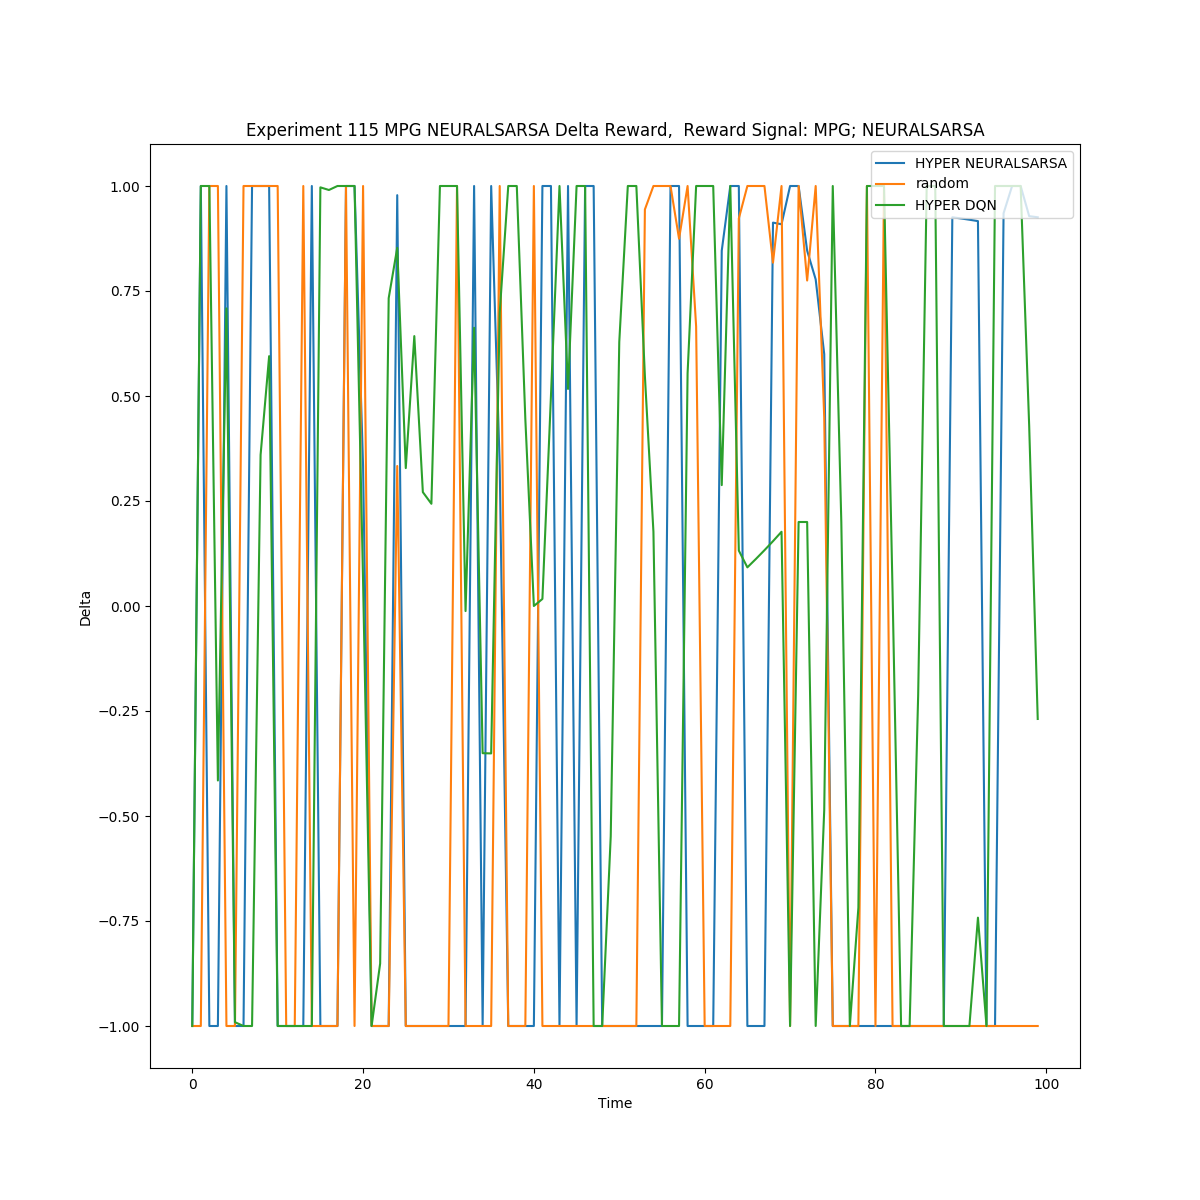 Experiment 115 MPG NEURALSARSA Delta Reward,  Reward Signal: MPG; NEURALSARSA
HYPER NEURALSARSA
random
HYPER DQN
1.00
0.75
0.50
0.25
0.00
−0.25
−0.50
−0.75
−1.00
Delta
0 20 40 60 80 100
Time